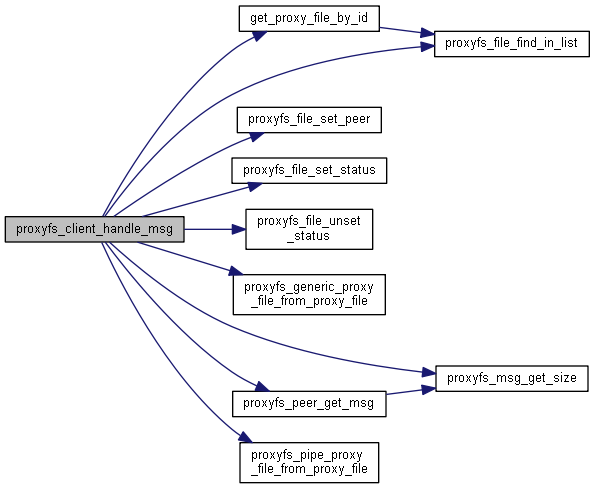 get_proxy_file_by_id
proxyfs_file_find_in_list
proxyfs_file_set_peer
proxyfs_file_set_status
proxyfs_client_handle_msg
proxyfs_file_unset
_status
proxyfs_generic_proxy
_file_from_proxy_file
proxyfs_msg_get_size
proxyfs_peer_get_msg
proxyfs_pipe_proxy
_file_from_proxy_file